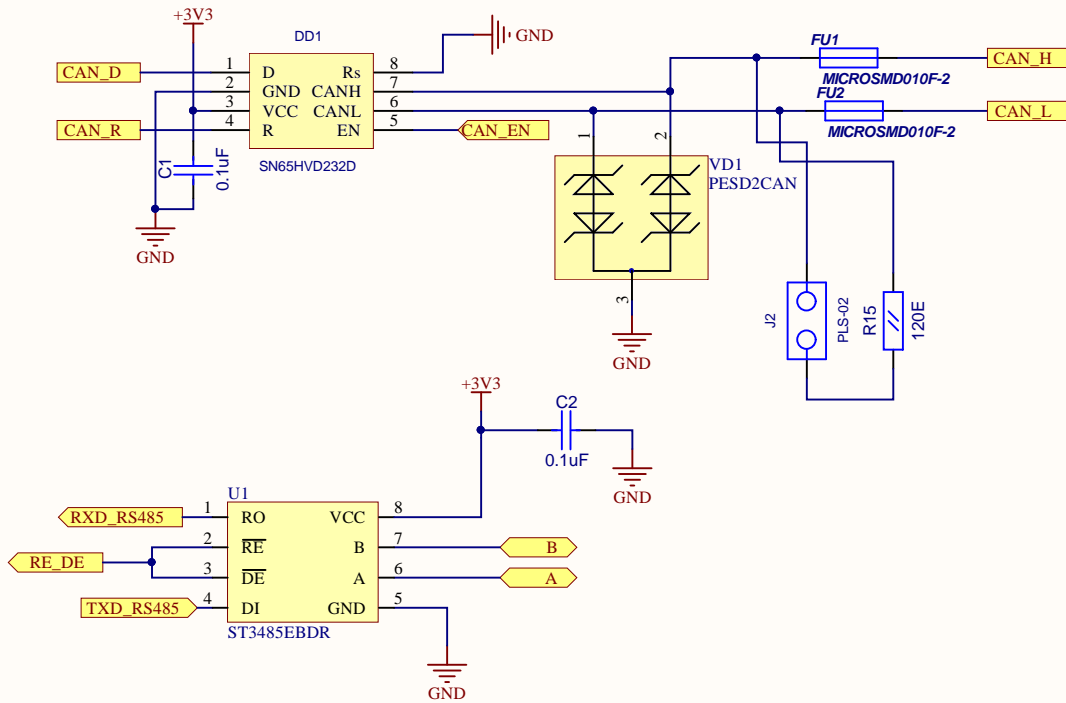 +3V3
DD1
GND
FU1
CAN_D
1
D
Rs
8
MICROSMD010F-2
CAN_H
2
GND
CANH
7
FU2
3
VCC
CANL
6
CAN_L
CAN_R
4
R
EN
5
CAN_EN
MICROSMD010F-2
SN65HVD232D
C1
0.1uF
GND
1
2
VD1
PESD2CAN
3
GND
J2
PLS-02
R15
120E
+3V3
C2
0.1uF
GND
U1
RXD_RS485
1
RO
VCC
8
RE_DE
2
RE
B
7
B
3
DE
A
6
A
TXD_RS485
4
DI
GND
5
ST3485EBDR
GND